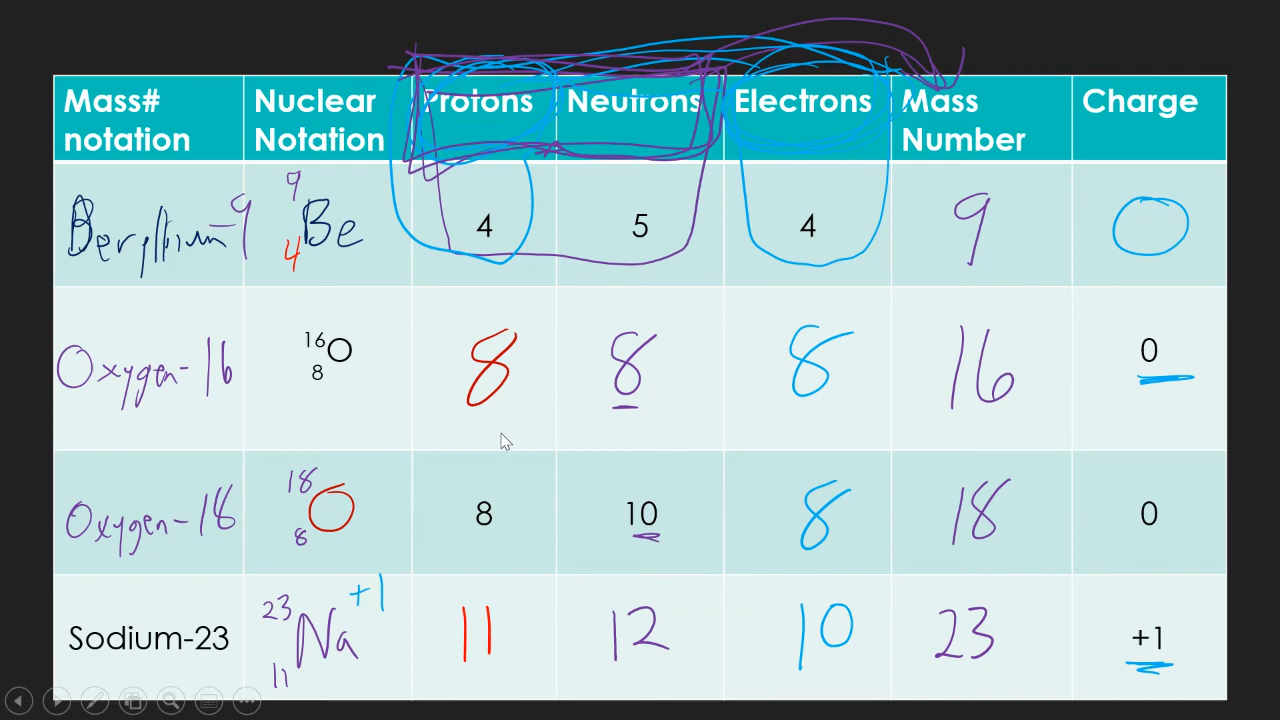 Mass# notation
Nuclear Notation
Protons
Neutrons
Electrons
Mass Number
Charge
Beryllium-9
9 4 Be
4
5
4
9
0
Oxygen-16
16 8 O
8
8
8
16
0
Oxygen-18
18 8 O
8
10
8
18
0
Sodium-23
23 11 Na +1
11
12
10
23
+1